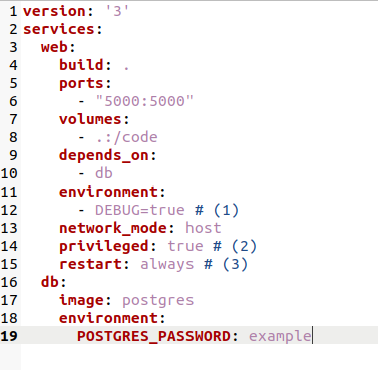 1 version: '3'
2 services:
3   web:
4     build: .
5     ports:
6       - "5000:5000"
7     volumes:
8       - .:/code
9     depends_on:
10       - db
11     environment:
12       - DEBUG=true # (1)
13     network_mode: host
14     privileged: true # (2)
15     restart: always # (3)
16   db:
17     image: postgres
18     environment:
19       POSTGRES_PASSWORD: example